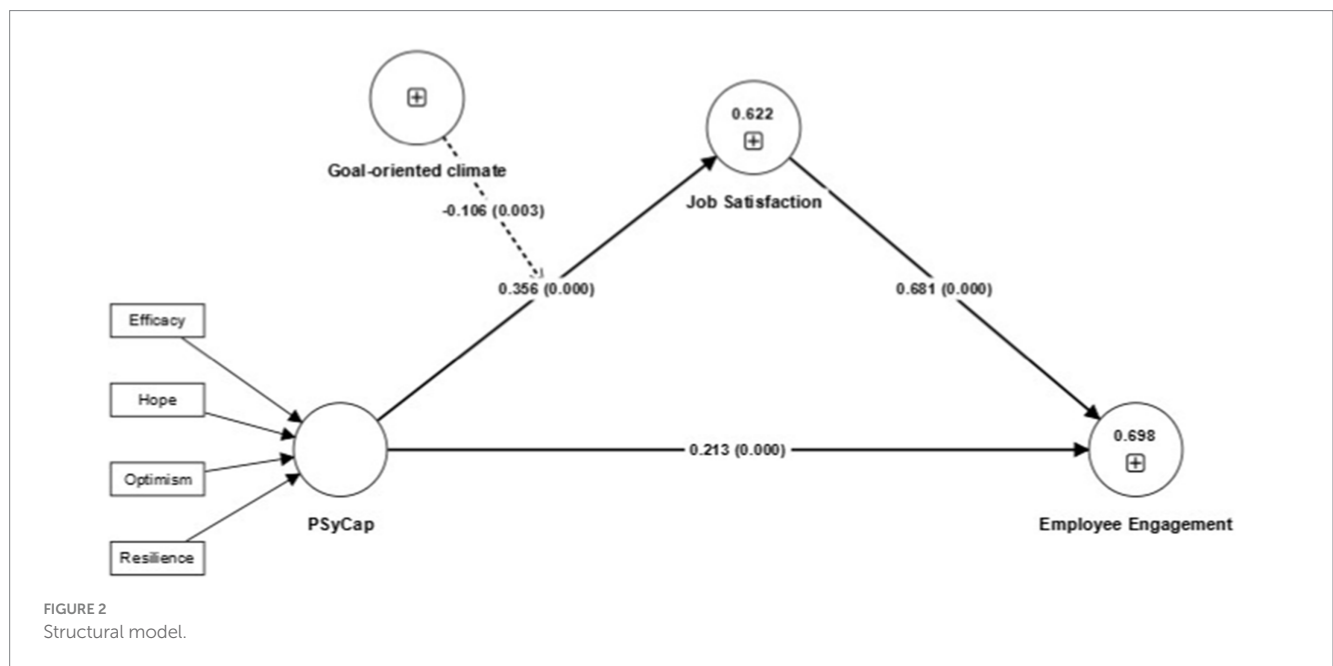 0.622
Goal-oriented climate
Job Satisfaction
-0.106 (0.003)
0.356 (0.000)
0.681 (0.000)
Efficacy
Hope
Optimism
Resilience
0.213 (0.000)
0.698
PSyCap
Employee Engagement
FIGURE 2
Structural model.